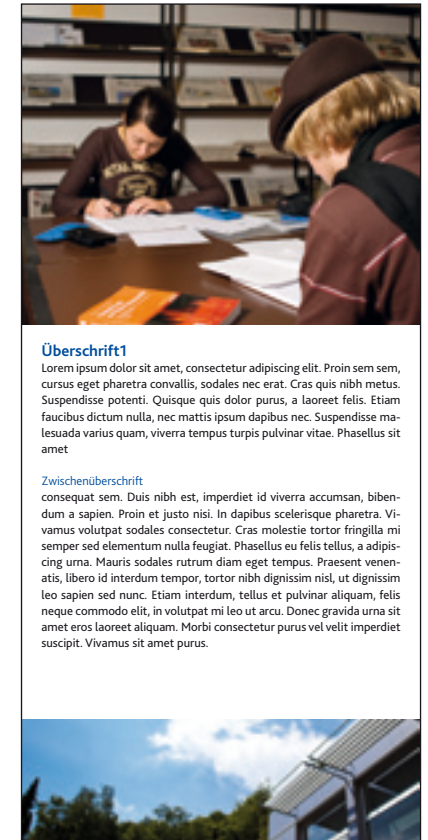 Überschrift1
Lorem ipsum dolor sit amet, consectetur adipiscing elit. Proin sem sem,
cursus eget pharetra convallis, sodales nec erat. Cras quis nibh metus.
Suspendisse potenti. Quisque quis dolor purus, a laoreet felis. Etiam
faucibus dictum nulla, nec mattis ipsum dapibus nec. Suspendisse ma-
lesuada varius quam, viverra tempus turpis pulvinar vitae. Phasellus sit
amet
Zwischenüberschrift
consequat sem. Duis nibh est, imperdiet id viverra accumsan, biben-
dum a sapien. Proin et justo nisi. In dapibus scelerisque pharetra. Vi-
vamus volutpat sodales consectetur. Cras molestie tortor fringilla mi
semper sed elementum nulla feugiat. Phasellus eu felis tellus, a adipis-
cing urna. Mauris sodales rutrum diam eget tempus. Praesent venen-
atis, libero id interdum tempor, tortor nibh dignissim nisl, ut dignissim
leo sapien sed nunc. Etiam interdum, tellus et pulvinar aliquam, felis
neque commodo elit, in volutpat mi leo ut arcu. Donec gravida urna sit
amet eros laoreet aliquam. Morbi consectetur purus vel velit imperdiet
suscipit. Vivamus sit amet purus.